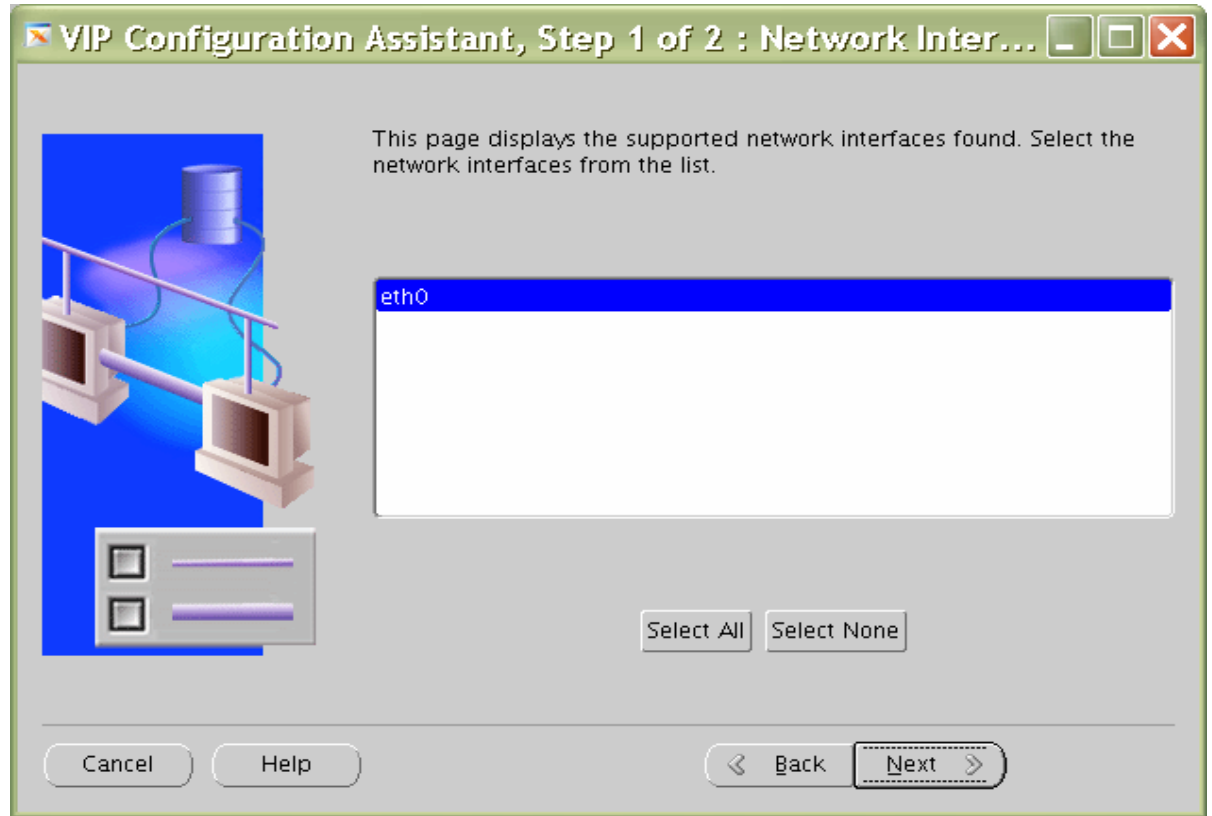 VIP Configuration Assistant, Step 1 of 2 : Network Inter...
This page displays the supported network interfaces found. Select the
network interfaces from the list.
eth0
Select All Select None
Cancel Help Back Next